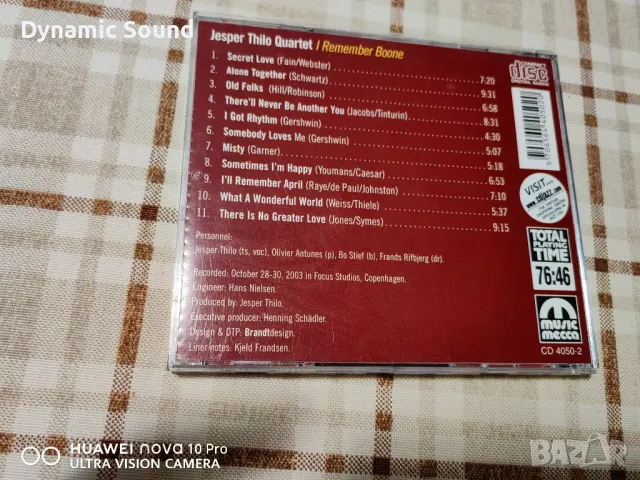 Dynamic Sound
Jesper Thilo Quartet / I Remember Boone
1. Secret Love (Fain/Webster) 7:20
2. Alone Together (Schwartz) 9:31
3. Old Folks (Hill/Robinson) 6:58
4. There'll Never Be Another You (Jacobs/Tinturin) 8:31
5. I Got Rhythm (Gershwin) 4:30
6. Somebody Loves Me (Gershwin) 5:07
7. Misty (Garner) 5:18
8. Sometimes I'm Happy (Youmans/Caesar) 6:53
9. I'll Remember April (Raye/de Paul/Johnston) 7:10
10. What A Wonderful World (Weiss/Thiele) 5:37
11. There Is No Greater Love (Jones/Symes) 9:15
Personnel:
Jesper Thilo (ts, voc), Olivier Antunes (p), Bo Stief (b), Frands Rifbjerg (dr).
Recorded: October 28-30, 2003 in Focus Studios, Copenhagen.
Engineer: Hans Nielsen.
Produced by: Jesper Thilo.
Executive producer: Henning Schädler.
Design & DTP: Brandtdesign.
Liner notes: Kjeld Frandsen.
COMPACT
disc
DIGITAL AUDIO
VISIT...
www.cdjazz.com
TOTAL
PLAYING
TIME
76:46
music
mecca
CD 4050-2
HUAWEI nova 10 Pro
ULTRA VISION CAMERA
BAZAR